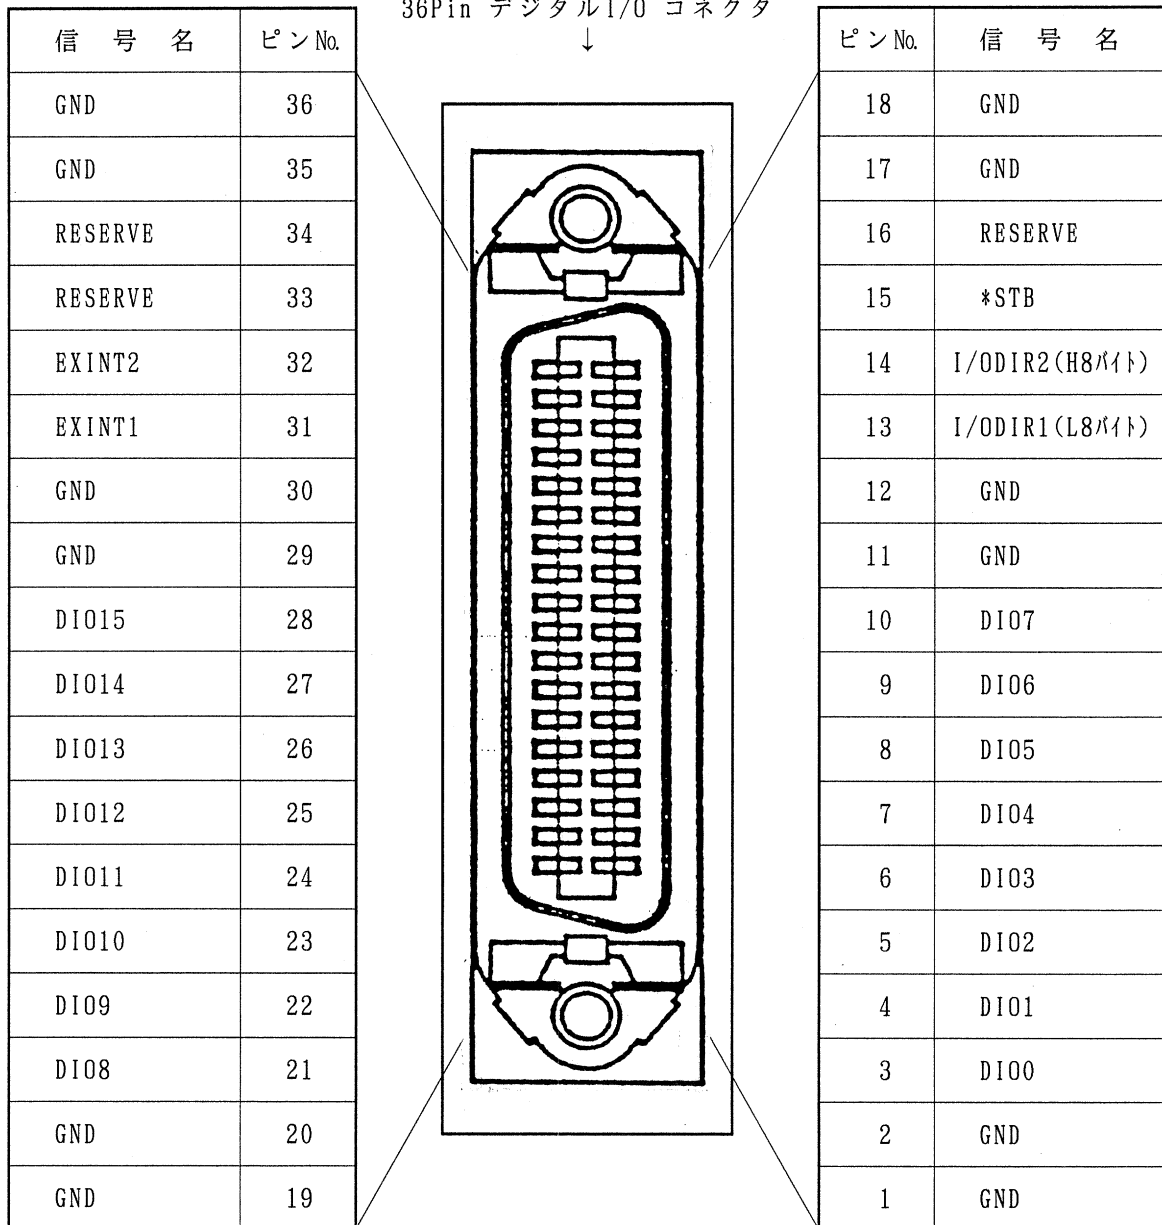 36Pin デジタルI/O コネクタ
↓
信 号 名 ピンNo.
GND 36
GND 35
RESERVE 34
RESERVE 33
EXINT2 32
EXINT1 31
GND 30
GND 29
DIO15 28
DIO14 27
DIO13 26
DIO12 25
DIO11 24
DIO10 23
DIO9 22
DIO8 21
GND 20
GND 19
ピンNo. 信 号 名
18 GND
17 GND
16 RESERVE
15 *STB
14 I/ODIR2(H8バイト)
13 I/ODIR1(L8バイト)
12 GND
11 GND
10 DIO7
9 DIO6
8 DIO5
7 DIO4
6 DIO3
5 DIO2
4 DIO1
3 DIO0
2 GND
1 GND